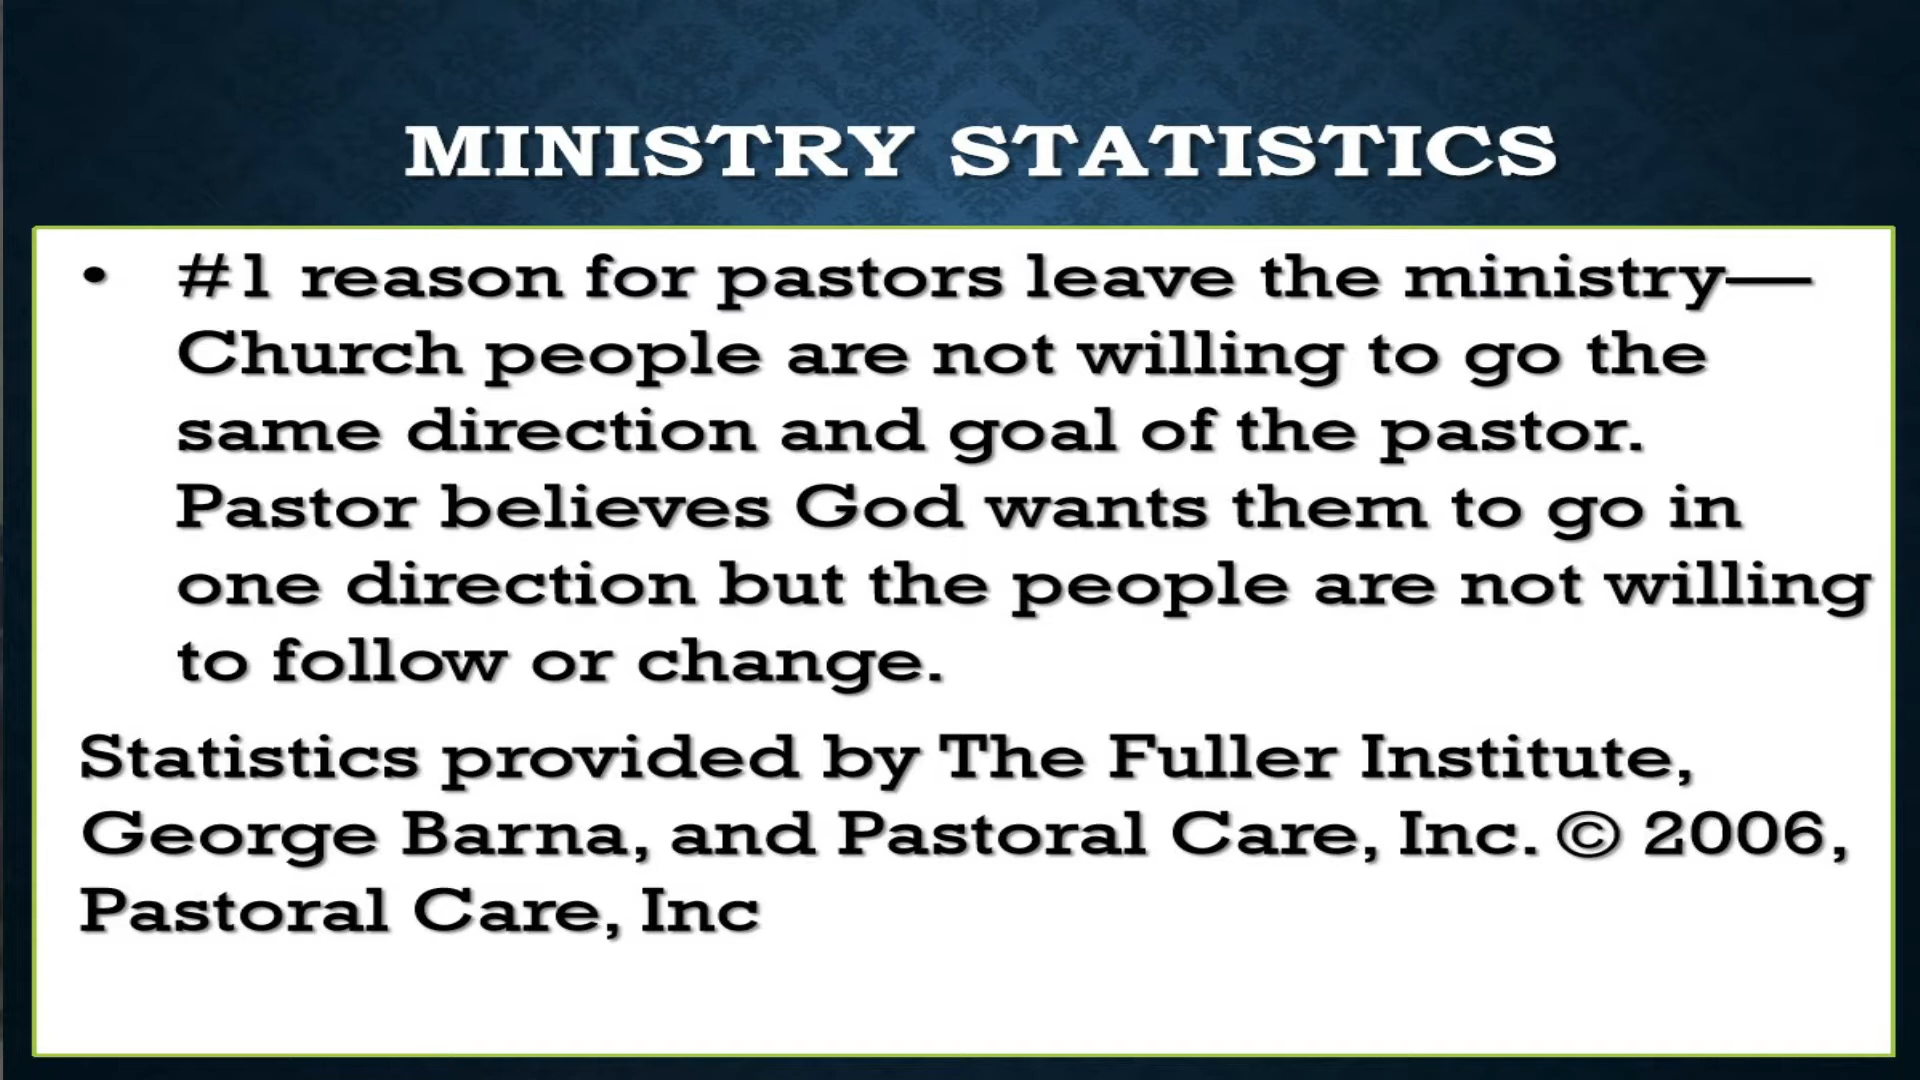 MINISTRY STATISTICS
• #1 reason for pastors leave the ministry—
Church people are not willing to go the
same direction and goal of the pastor.
Pastor believes God wants them to go in
one direction but the people are not willing
to follow or change.
Statistics provided by The Fuller Institute,
George Barna, and Pastoral Care, Inc. © 2006,
Pastoral Care, Inc